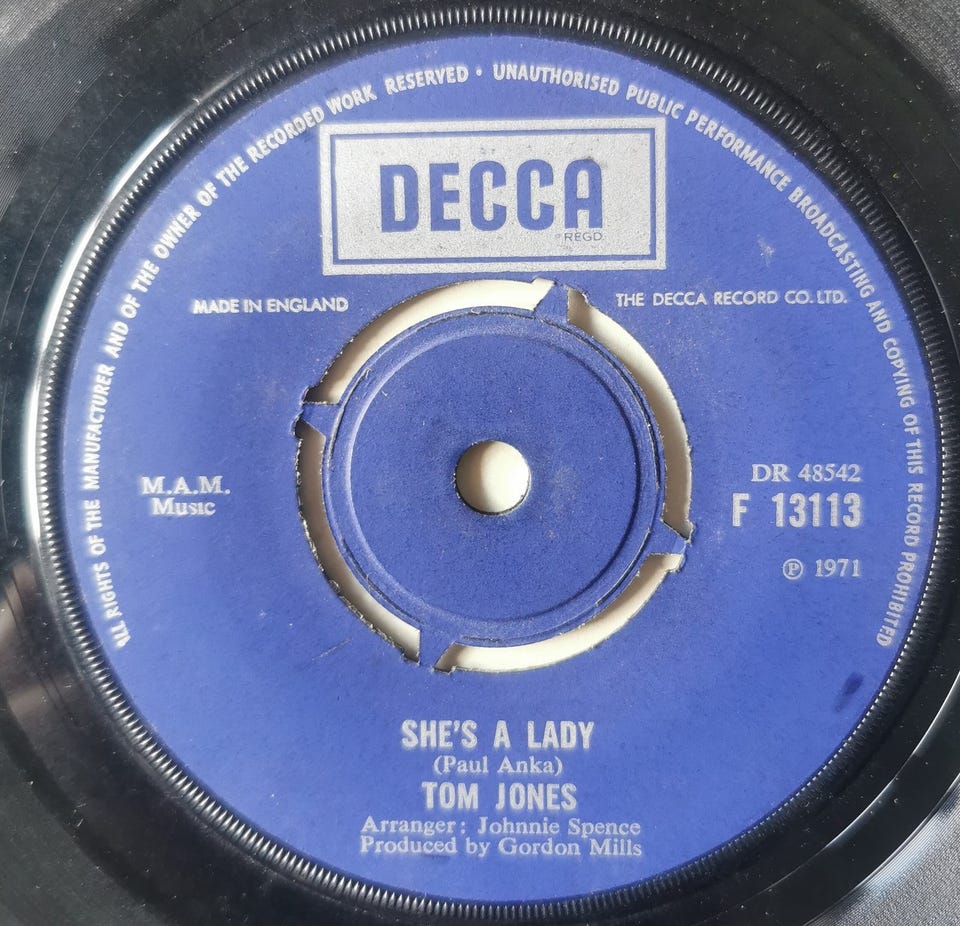 ALL RIGHTS OF THE MANUFACTURER AND OF THE OWNER OF THE RECORDED WORK RESERVED · UNAUTHORISED PUBLIC PERFORMANCE BROADCASTING AND COPYING OF THIS RECORD PROHIBITED
DECCA
REGD.
MADE IN ENGLAND
THE DECCA RECORD CO. LTD.
M.A.M.
Music
DR 48542
F 13113
℗ 1971
SHE'S A LADY
(Paul Anka)
TOM JONES
Arranger: Johnnie Spence
Produced by Gordon Mills